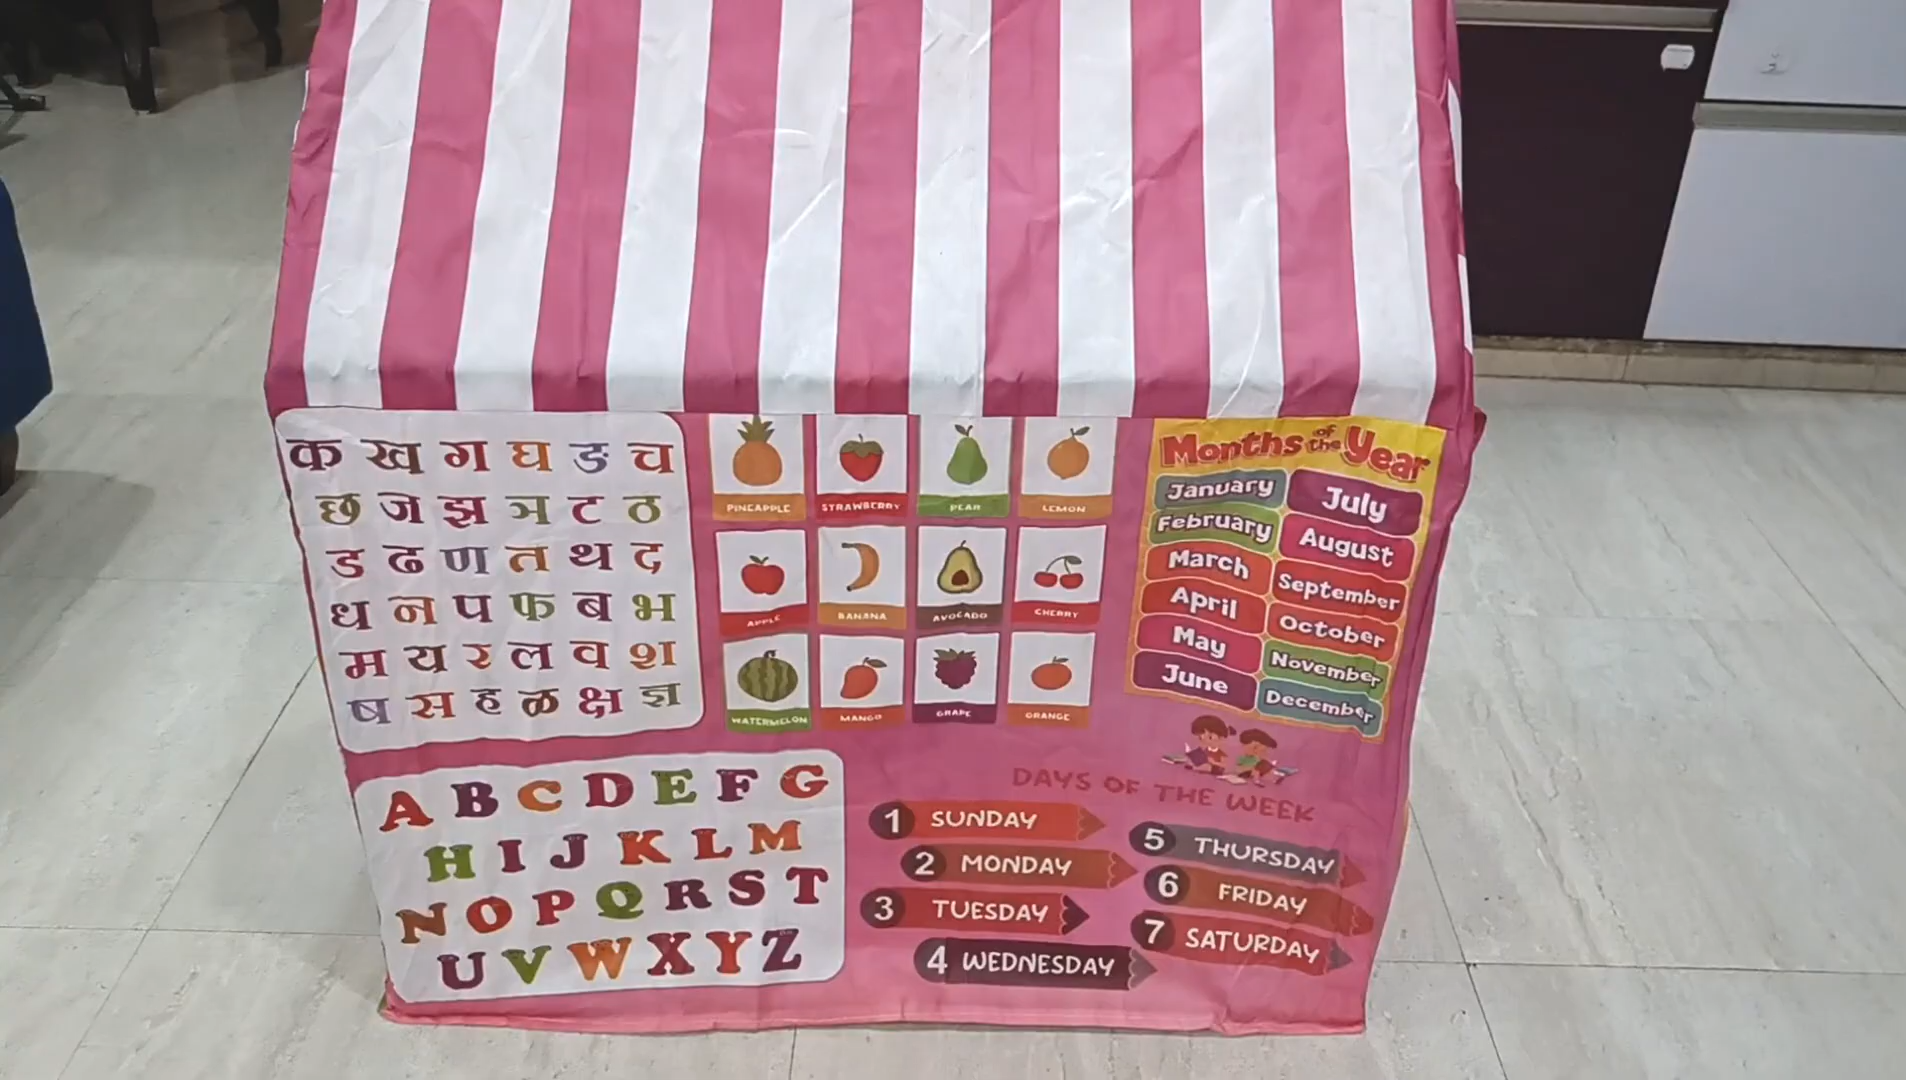 क ख ग घ ङ च
छ ज झ ञ ट ठ
ड ढ ण त थ द
ध न प फ ब भ
म य र ल व श
ष स ह ळ क्ष ज्ञ
PINEAPPLE STRAWBERRY PEAR LEMON
APPLE BANANA AVOCADO CHERRY
WATERMELON MANGO GRAPE ORANGE
Months of the Year
January July
February August
March September
April October
May November
June December
A B C D E F G
H I J K L M
N O P Q R S T
U V W X Y Z
DAYS OF THE WEEK
1 SUNDAY
2 MONDAY
3 TUESDAY
4 WEDNESDAY
5 THURSDAY
6 FRIDAY
7 SATURDAY